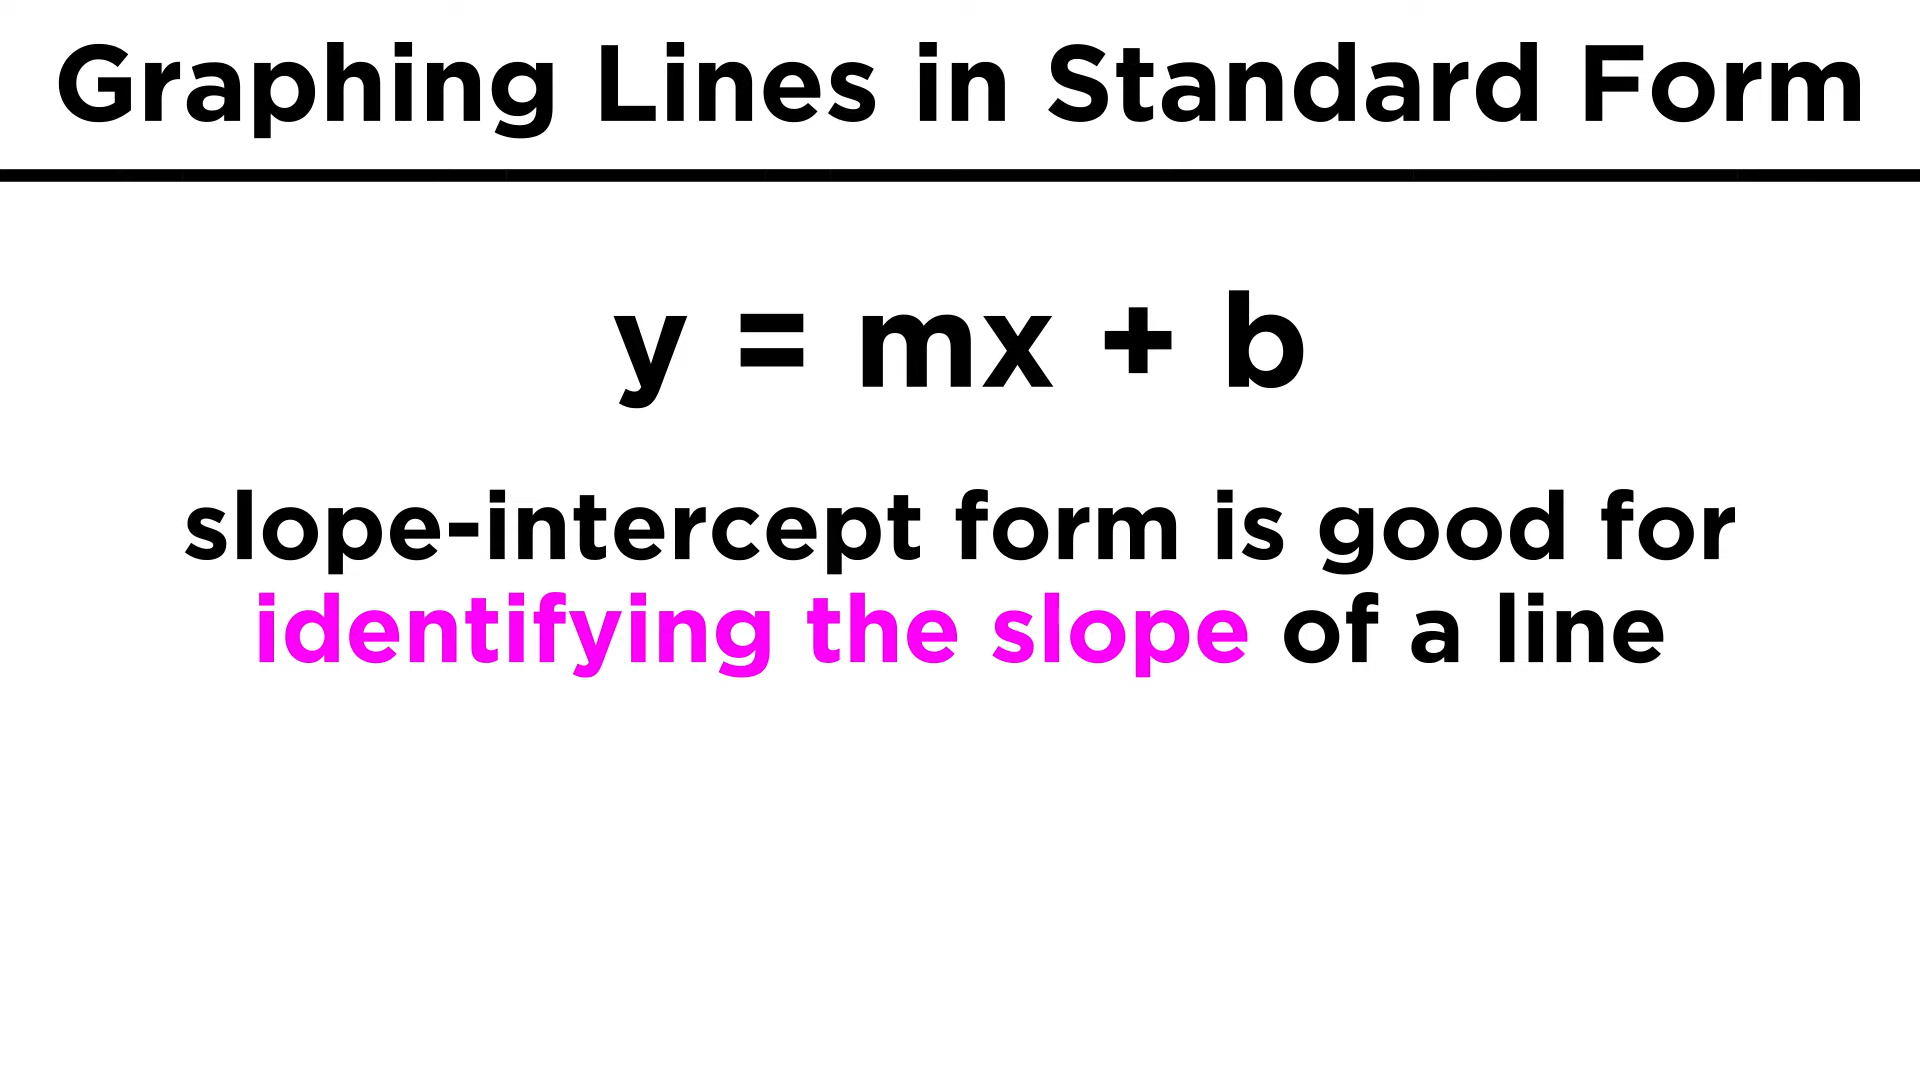 Graphing Lines in Standard Form
y = mx + b
slope-intercept form is good for
identifying the slope of a line